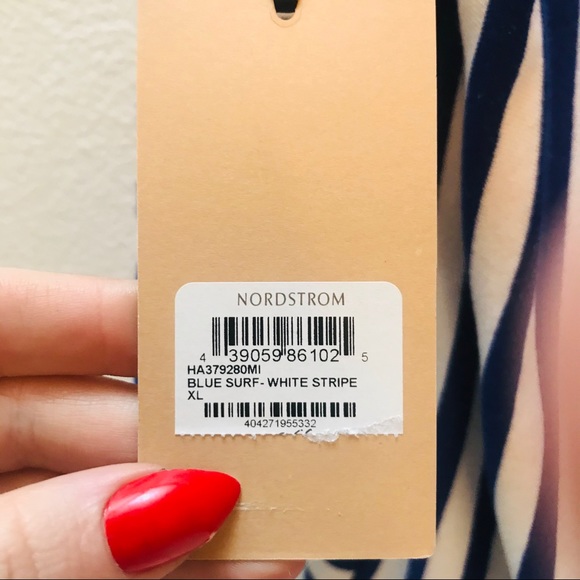 NORDSTROM
4 39059 86102 5
HA379280MI
BLUE SURF- WHITE STRIPE
XL
404271955332